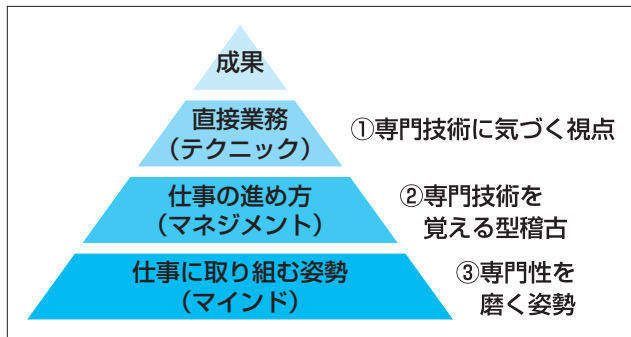 成果
直接業務
（テクニック）
①専門技術に気づく視点
仕事の進め方
（マネジメント）
②専門技術を
覚える型稽古
仕事に取り組む姿勢
（マインド）
③専門性を
磨く姿勢